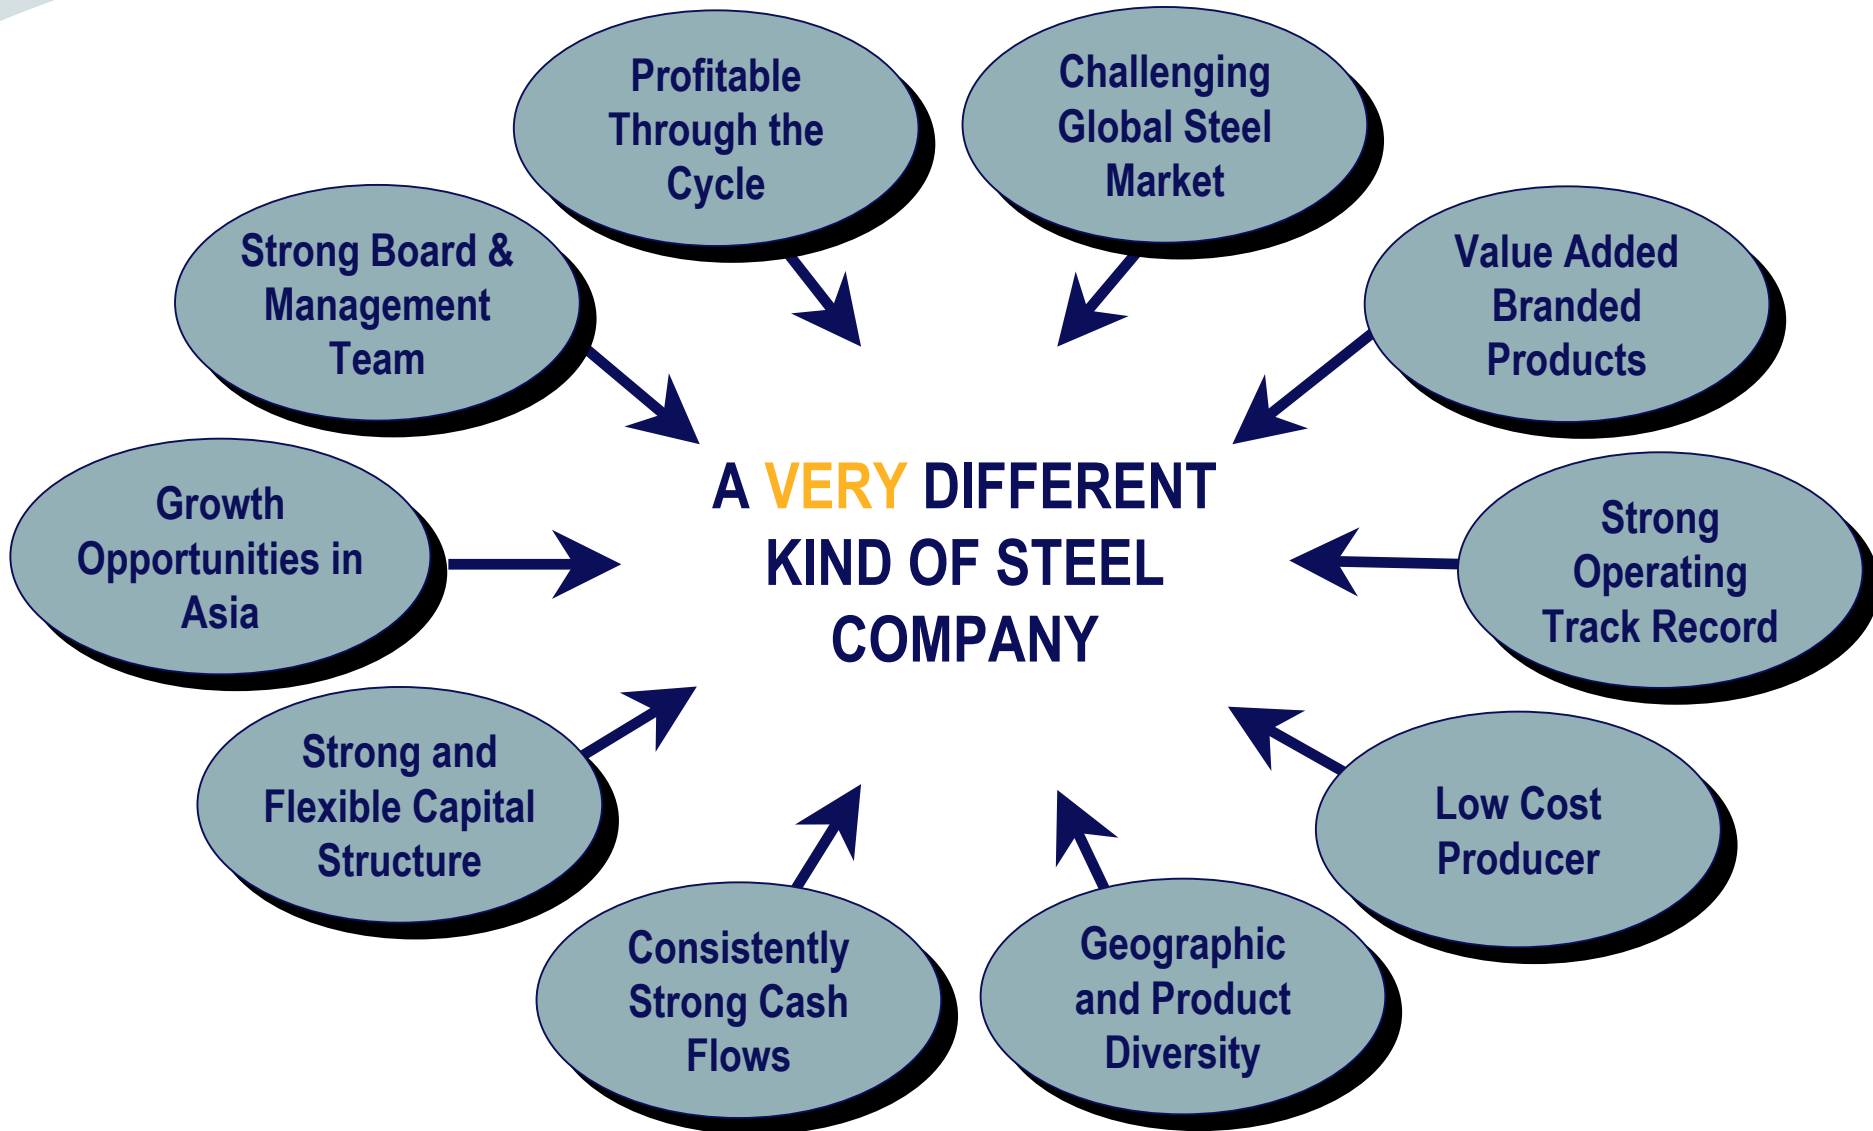 Profitable
Through the
Cycle
Challenging
Global Steel
Market
Strong Board &
Management
Team
Value Added
Branded
Products
Growth
Opportunities in
Asia
A VERY DIFFERENT
KIND OF STEEL
COMPANY
Strong
Operating
Track Record
Strong and
Flexible Capital
Structure
Low Cost
Producer
Consistently
Strong Cash
Flows
Geographic
and Product
Diversity